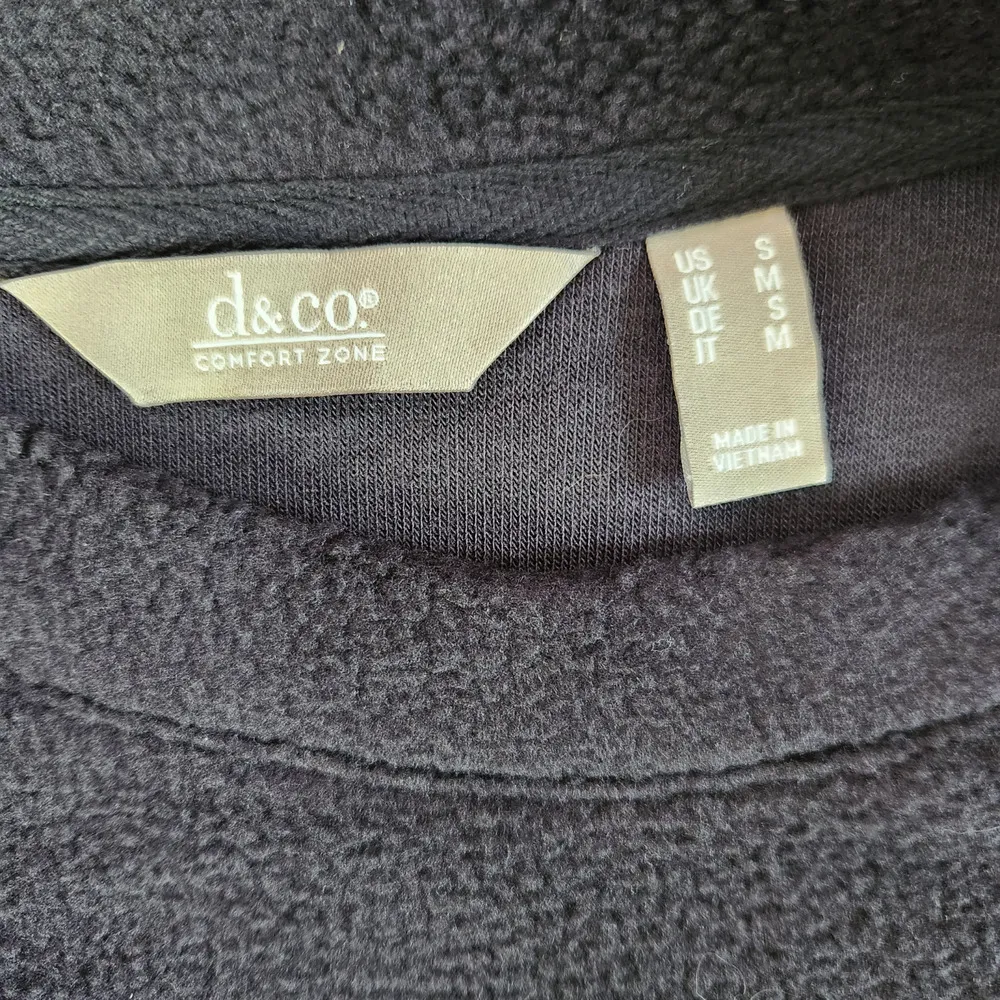 d&co.®
COMFORT ZONE
US S
UK M
DE S
IT M
MADE IN
VIETNAM